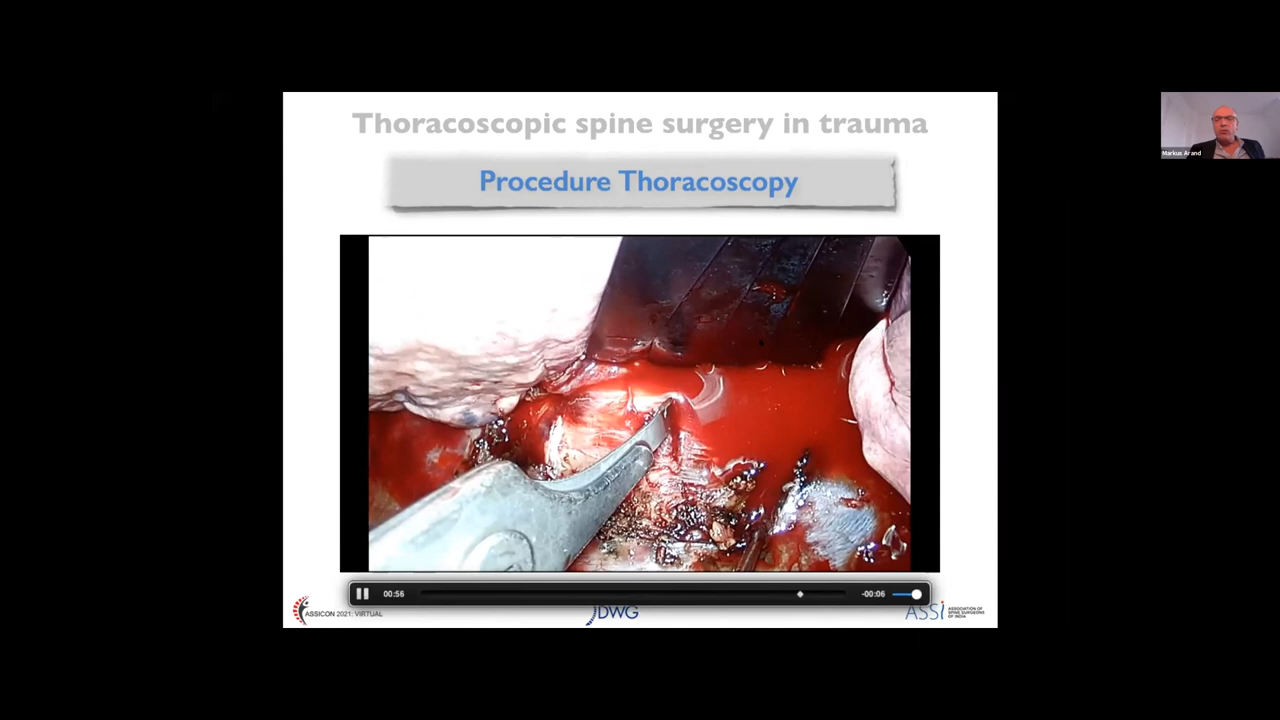 Thoracoscopic spine surgery in trauma
Procedure Thoracoscopy
Markus Arand
00:56
-00:06
ASSICON 2021: VIRTUAL
DWG
ASSI
ASSOCIATION OF
SPINE SURGEONS
OF INDIA